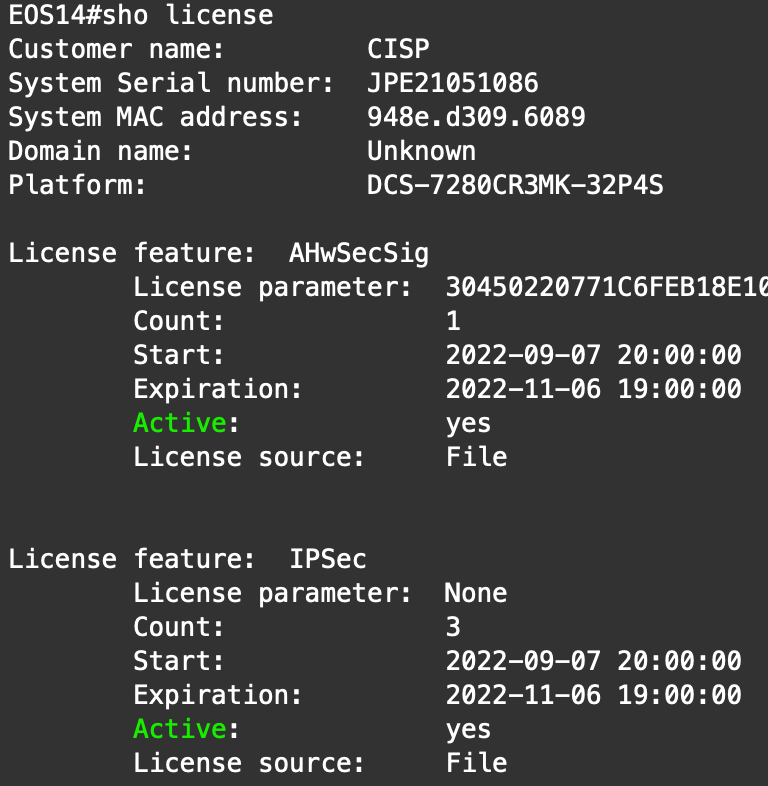 EOS14#sho license
Customer name: CISP
System Serial number: JPE21051086
System MAC address: 948e.d309.6089
Domain name: Unknown
Platform: DCS-7280CR3MK-32P4S
License feature: AHwSecSig
License parameter: 30450220771C6FEB18E10
Count: 1
Start: 2022-09-07 20:00:00
Expiration: 2022-11-06 19:00:00
Active: yes
License source: File
License feature: IPSec
License parameter: None
Count: 3
Start: 2022-09-07 20:00:00
Expiration: 2022-11-06 19:00:00
Active: yes
License source: File